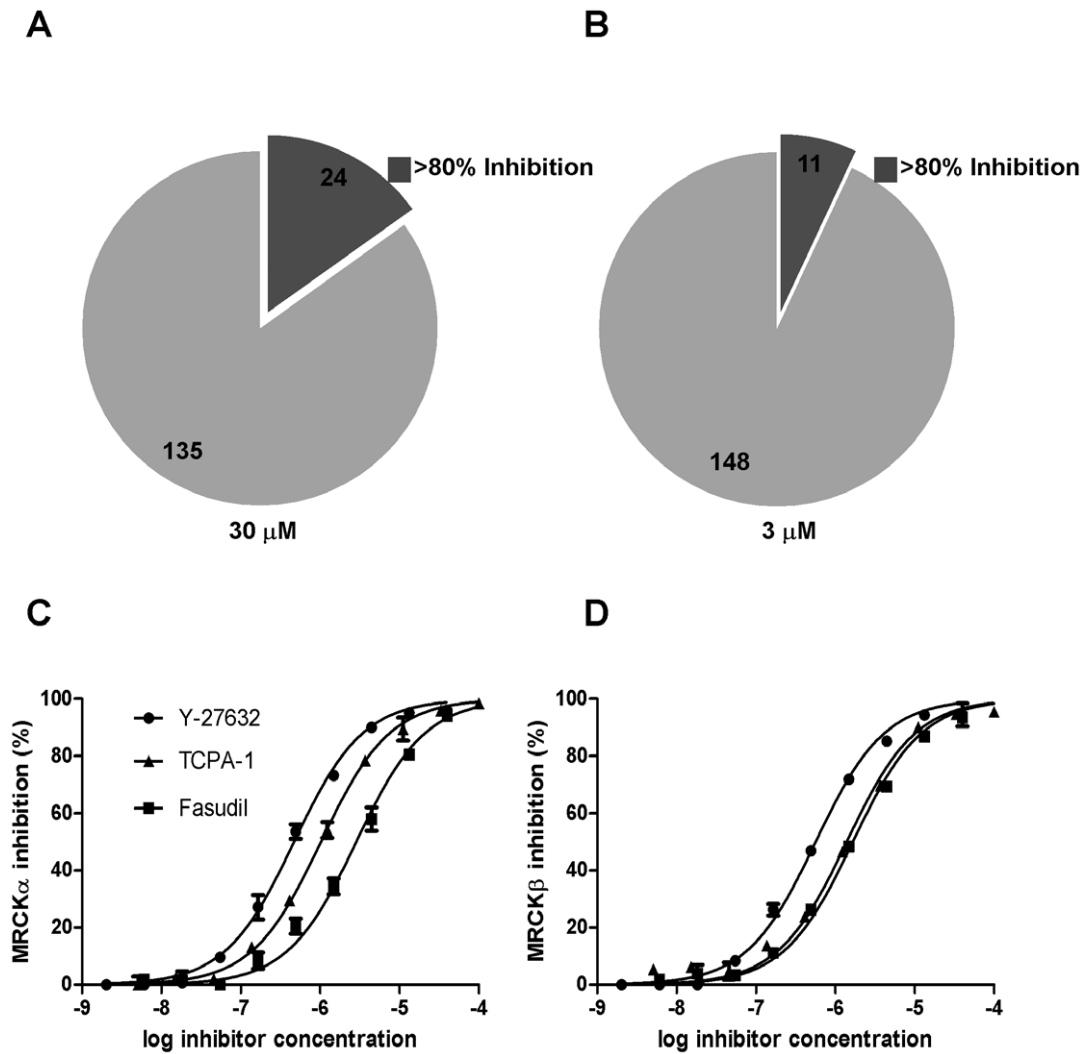 A
B
24
>80% Inhibition
11
>80% Inhibition
135
148
30 μM
3 μM
C
D
MRCKα inhibition (%)
100
80
60
40
20
0
Y-27632
TCPA-1
Fasudil
-9 -8 -7 -6 -5 -4
log inhibitor concentration
MRCKβ inhibition (%)
100
80
60
40
20
0
-9 -8 -7 -6 -5 -4
log inhibitor concentration